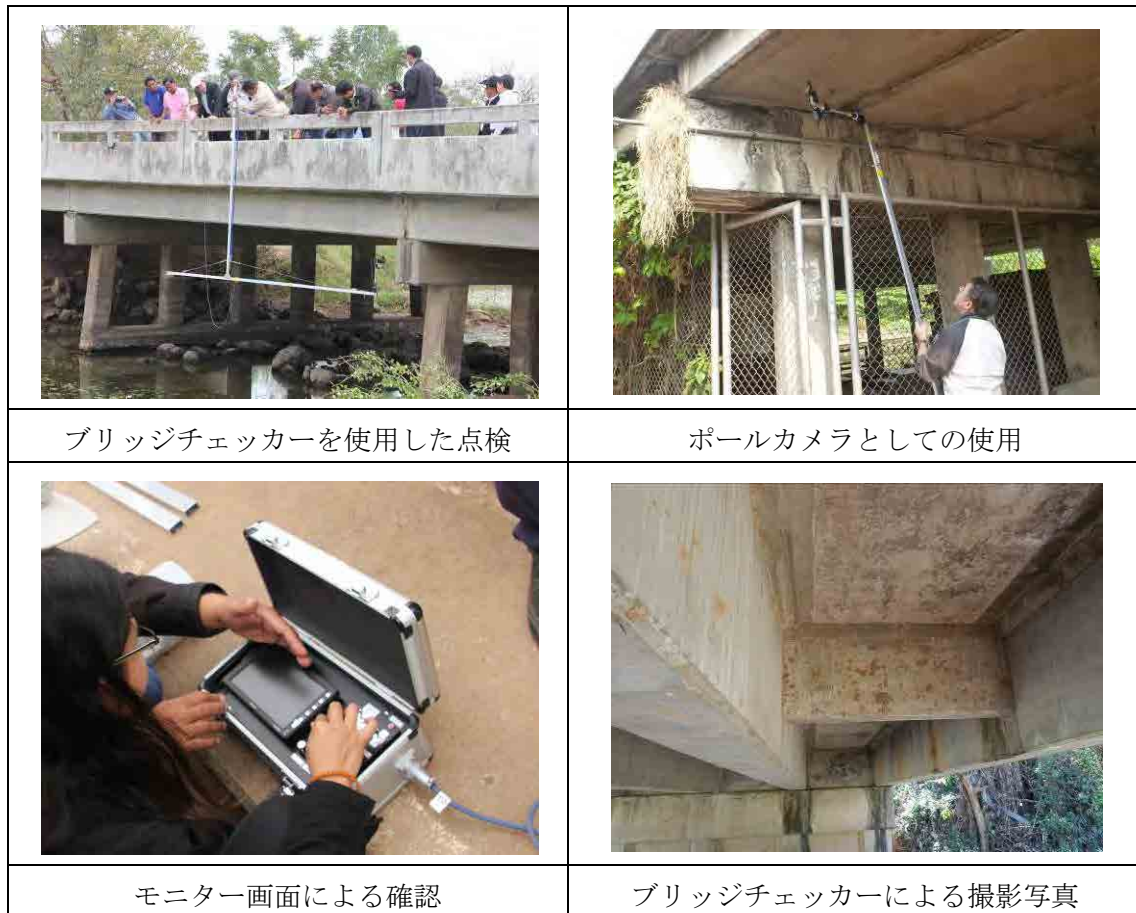 ブリッジチェッカーを使用した点検
ポールカメラとしての使用
モニター画面による確認
ブリッジチェッカーによる撮影写真